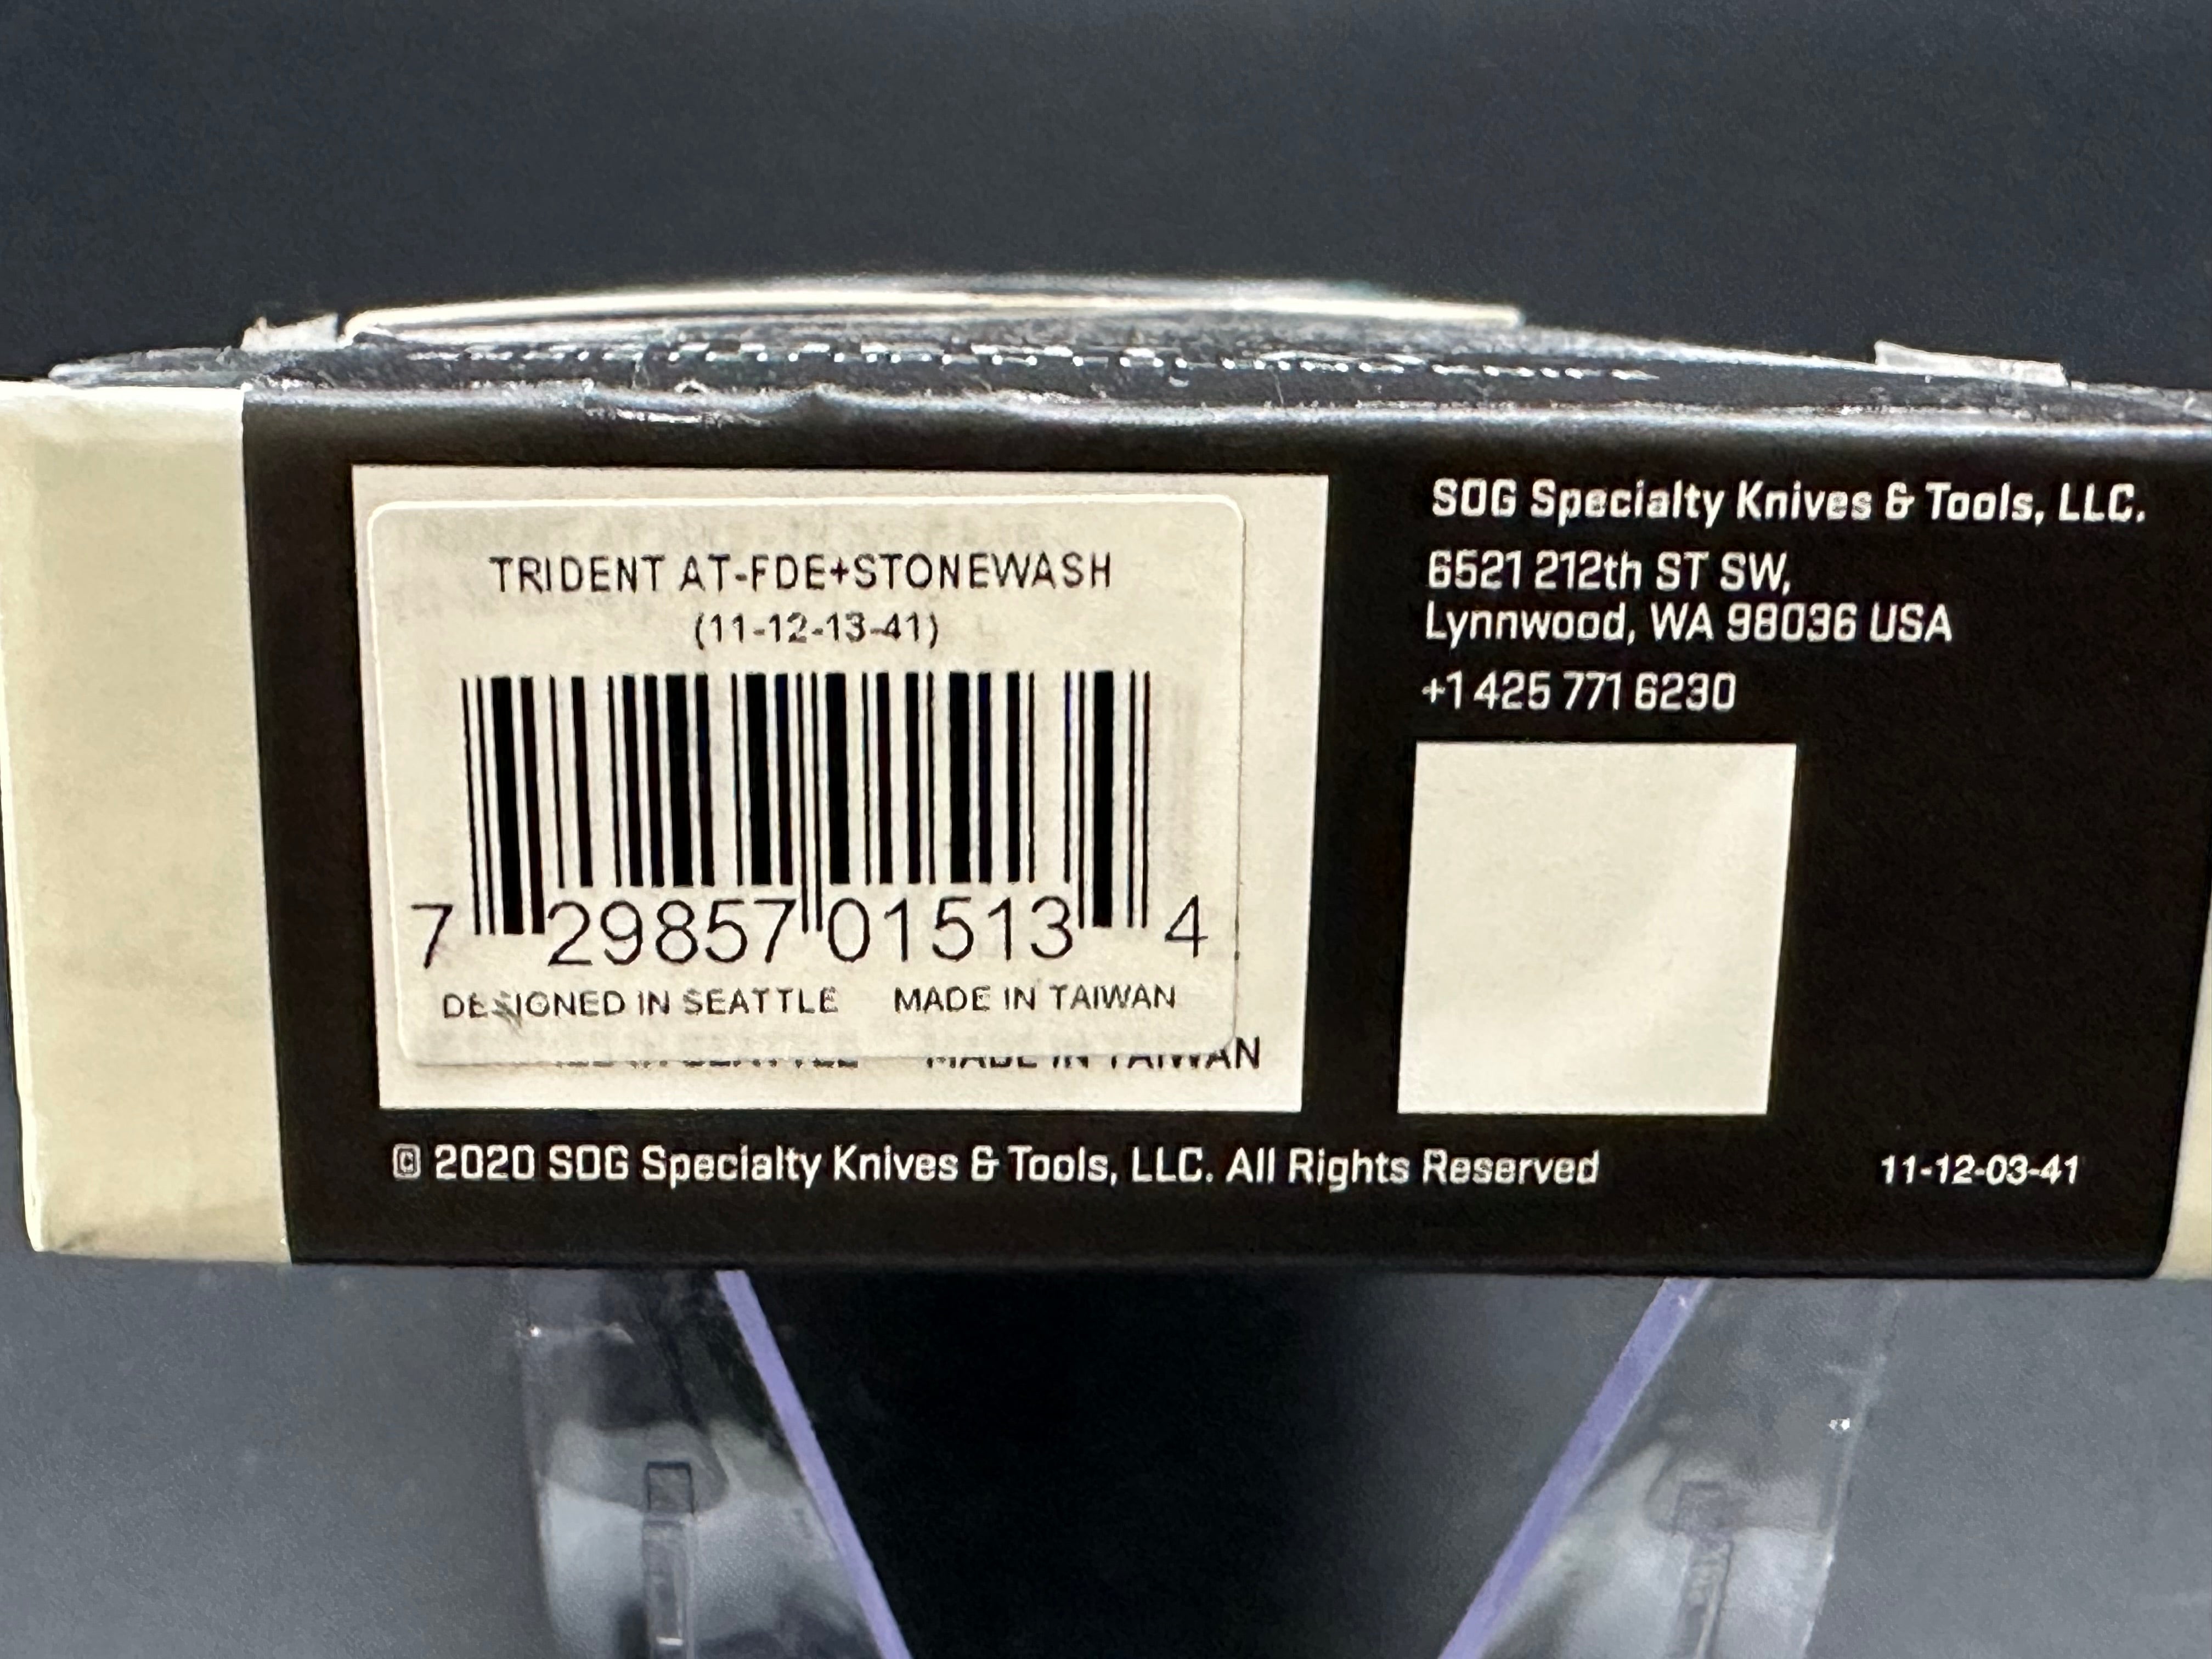 TRIDENT AT-FDE+STONEWASH
(11-12-13-41)
7 29857 01513 4
DESIGNED IN SEATTLE MADE IN TAIWAN
MADE IN TAIWAN
SOG Specialty Knives & Tools, LLC.
6521 212th ST SW,
Lynnwood, WA 98036 USA
+1 425 771 6230
© 2020 SOG Specialty Knives & Tools, LLC. All Rights Reserved
11-12-03-41